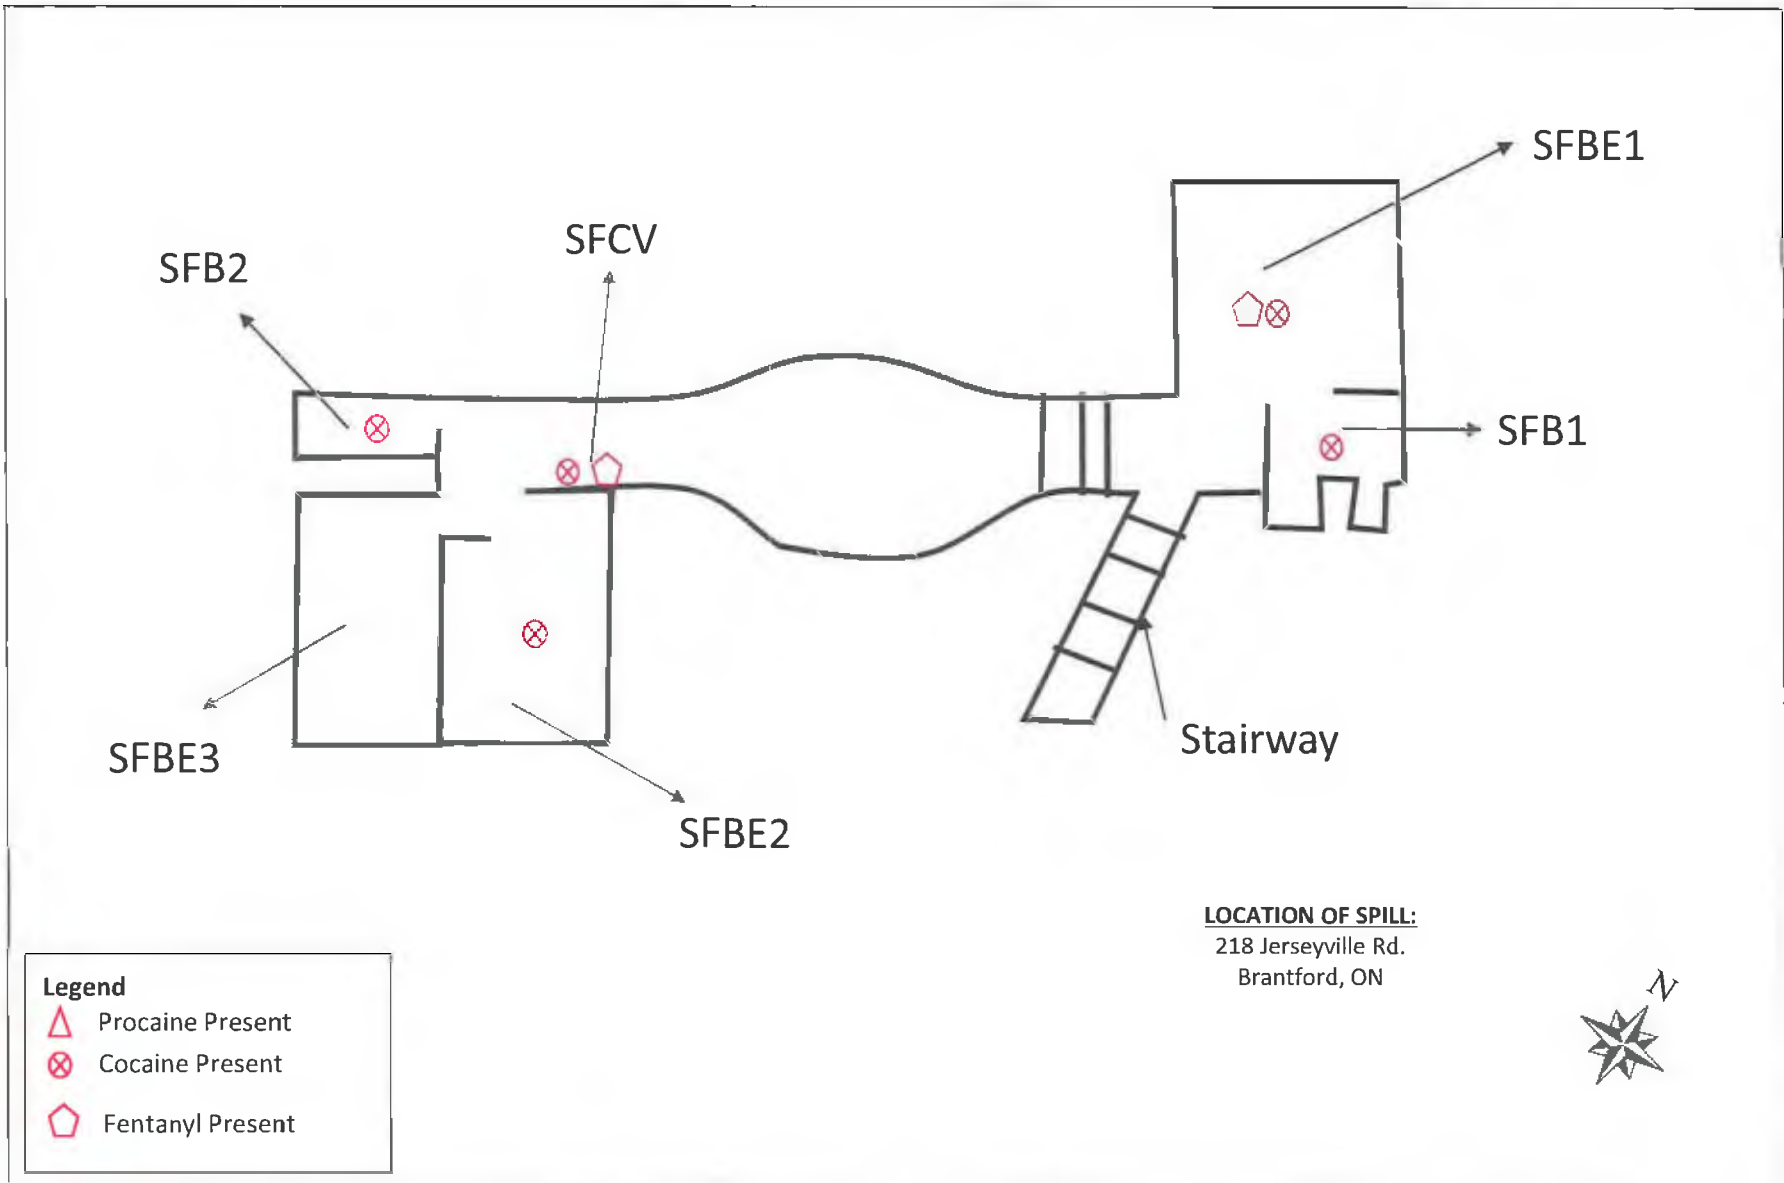 SFBE1
SFCV
SFB2
SFB1
Stairway
SFBE3
SFBE2
LOCATION OF SPILL:
218 Jerseyville Rd.
Brantford, ON
N
Legend
Procaine Present
Cocaine Present
Fentanyl Present